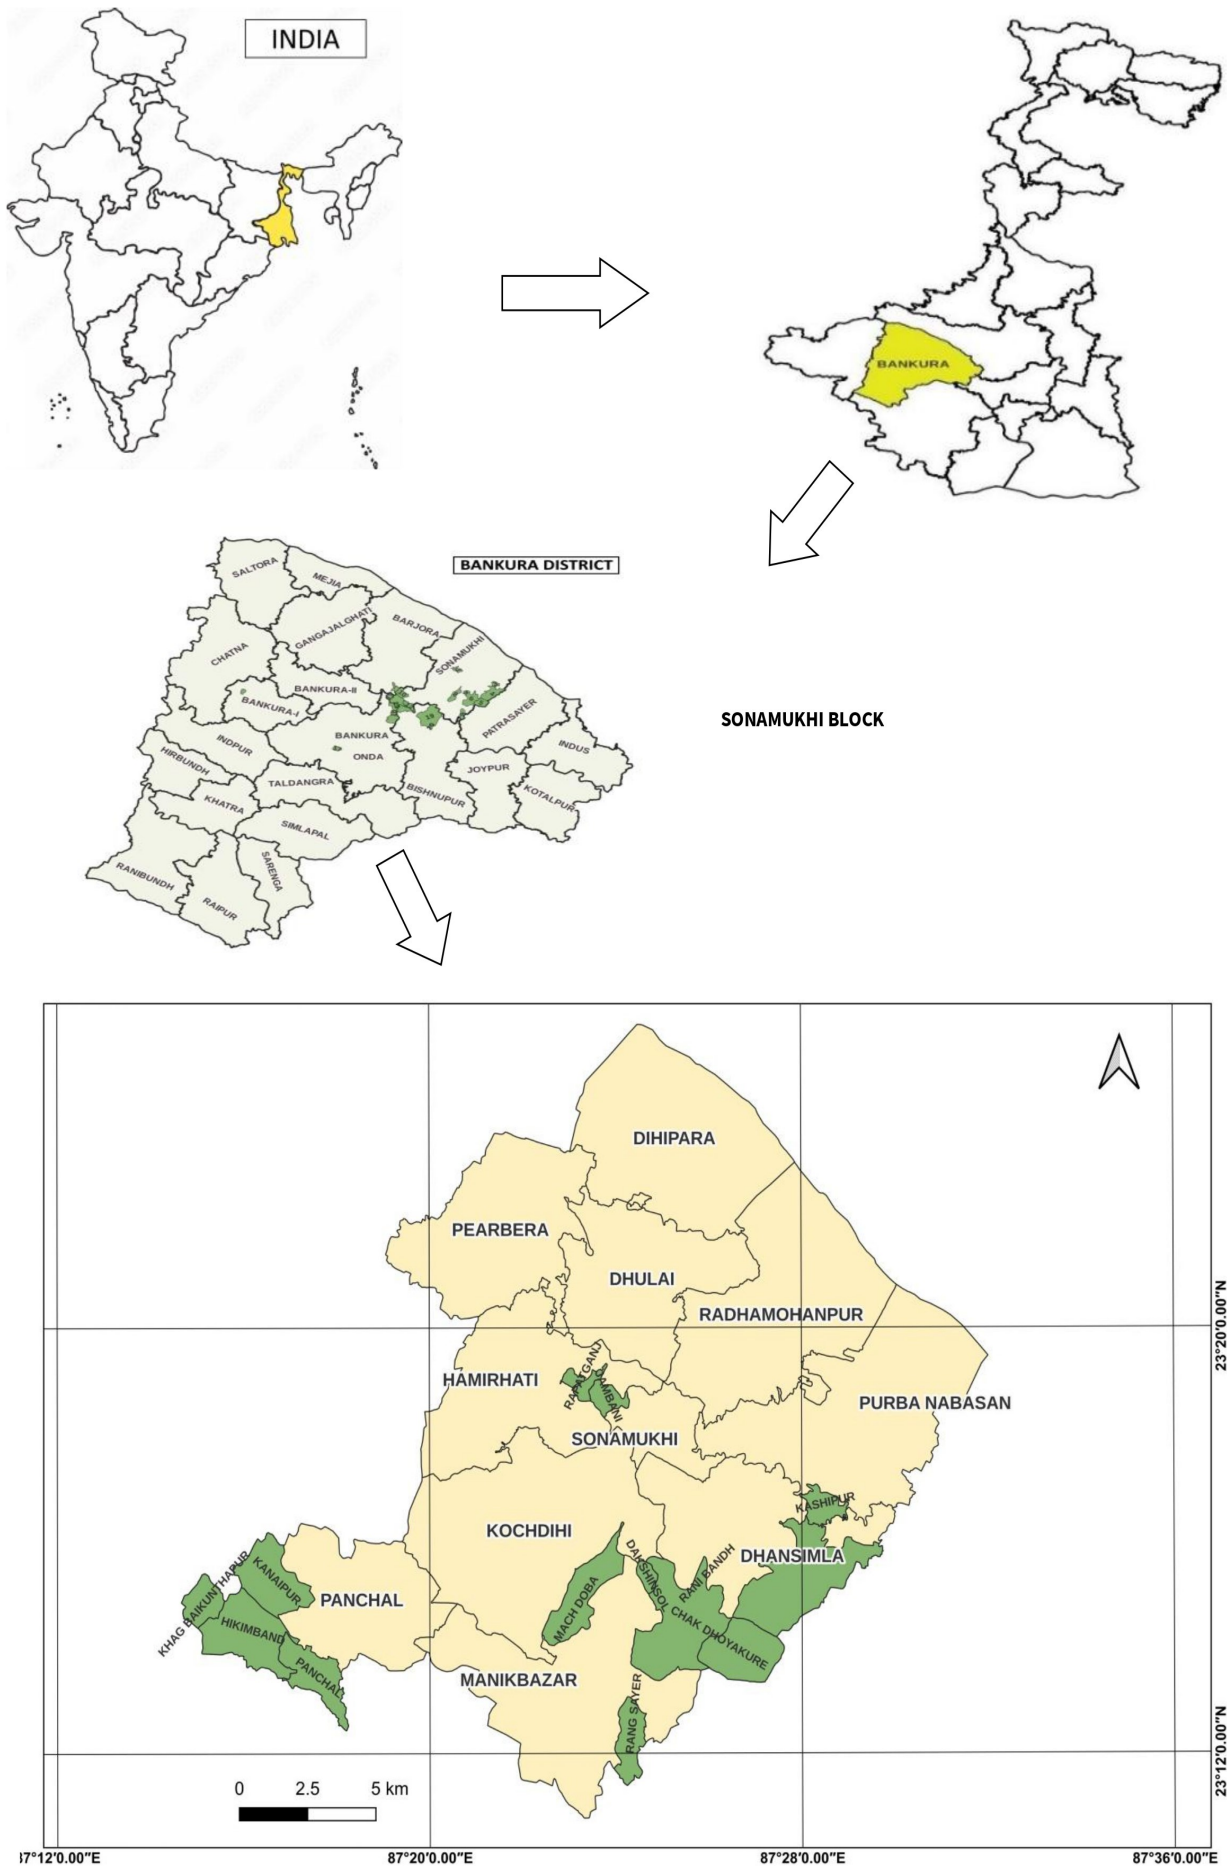 INDIA
BANKURA
BANKURA DISTRICT
SALTORA
MEJIA
GANGAJALGHATI
BARJORA
SONAMUKHI
CHATNA
BANKURA-II
BANKURA-I
PATRASAYER
BANKURA
INDPUR
ONDA
INDUS
HIRBUNDH
JOYPUR
TALDANGRA
BISHNUPUR
KOTALPUR
KHATRA
SIMLAPAL
RANIBUNDH
SARENGA
RAIPUR
SONAMUKHI BLOCK
DIHIPARA
PEARBERA
DHULAI
RADHAMOHANPUR
23°20'0.00"N
HAMIRHATI
PURBA NABASAN
SONAMUKHI
KASHIPUR
KOCHDIHI
DHANSIMLA
DAKSHINSOL
RANI BANDH
KHAG BAIKUNTHAPUR
KANAIPUR
PANCHAL
MACH DOBA
CHAK DHOYAKURE
HIKIMBAND
PANCHAL
MANIKBAZAR
RANG SAYER
23°12'0.00"N
0 2.5 5 km
7°12'0.00"E 87°20'0.00"E 87°28'0.00"E 87°36'0.00"E